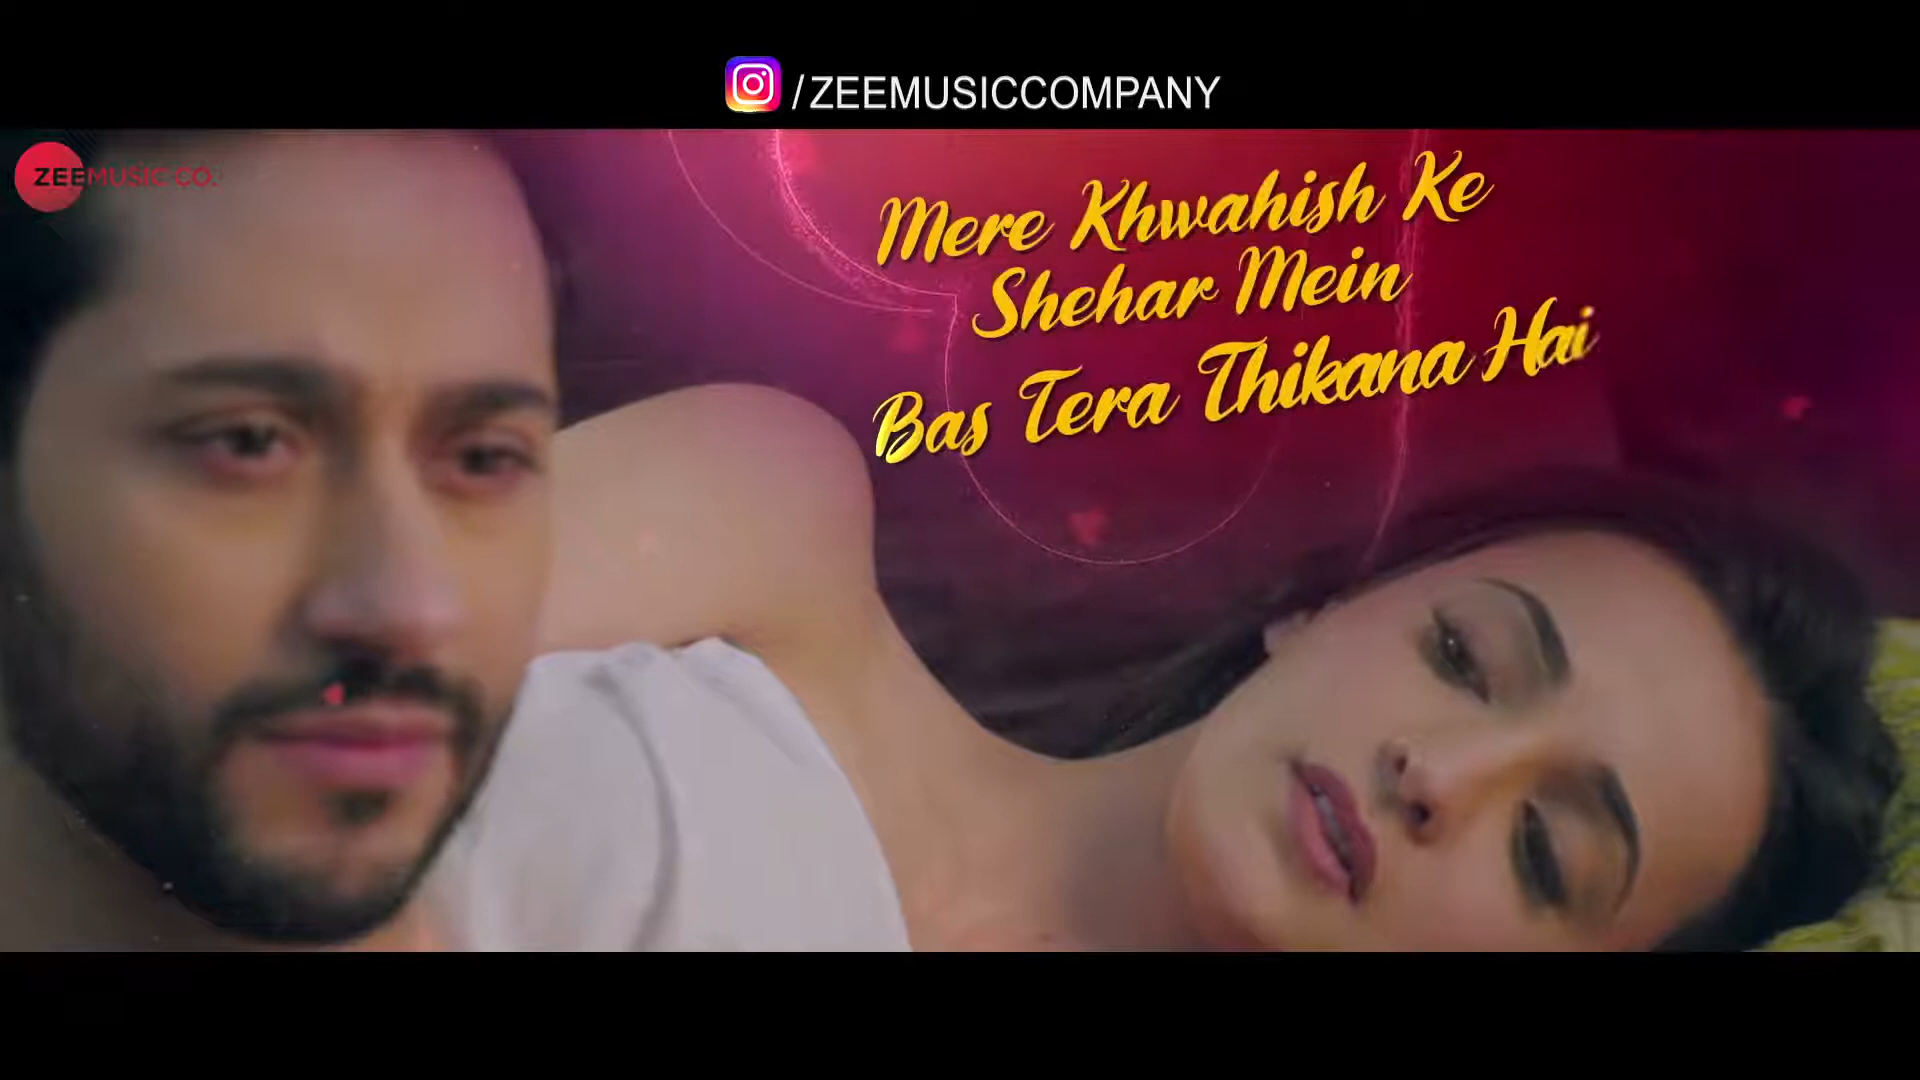 /ZEEMUSICCOMPANY
ZEEMUSIC CO.
Mere Khwahish Ke
Shehar Mein
Bas Tera Thikana Hai